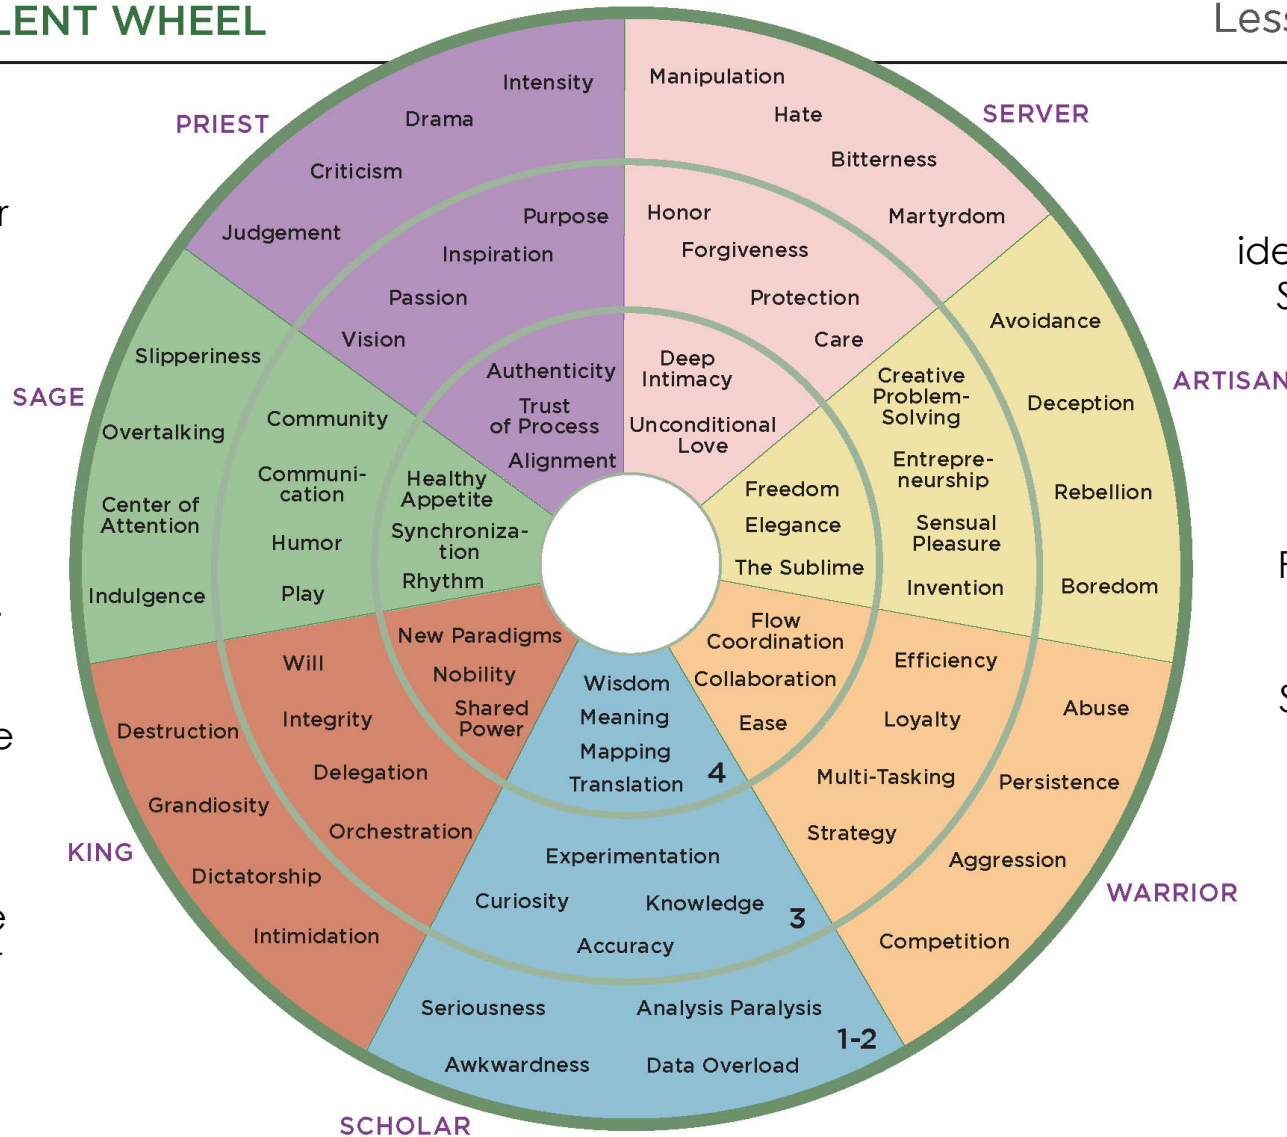 LENT WHEEL
Less
PRIEST
Intensity
Drama
Criticism
Judgement
Purpose
Inspiration
Passion
Vision
Authenticity
Trust
of Process
Alignment
SERVER
Manipulation
Hate
Bitterness
Martyrdom
Honor
Forgiveness
Protection
Care
Deep
Intimacy
Unconditional
Love
ARTISAN
Avoidance
Deception
Rebellion
Boredom
Creative
Problem-
Solving
Entrepre-
neurship
Sensual
Pleasure
Invention
Freedom
Elegance
The Sublime
WARRIOR
Abuse
Persistence
Aggression
Competition
Efficiency
Loyalty
Multi-Tasking
Strategy
Flow
Coordination
Collaboration
Ease
SCHOLAR
Wisdom
Meaning
Mapping
Translation
4
Experimentation
Curiosity
Knowledge
Accuracy
3
Seriousness
Analysis Paralysis
Awkwardness
Data Overload
1-2
KING
New Paradigms
Nobility
Shared
Power
Will
Integrity
Delegation
Orchestration
Destruction
Grandiosity
Dictatorship
Intimidation
SAGE
Slipperiness
Overtalking
Center of
Attention
Indulgence
Community
Communi-
cation
Humor
Play
Healthy
Appetite
Synchroniza-
tion
Rhythm
r
e
e
ide
S
F
S